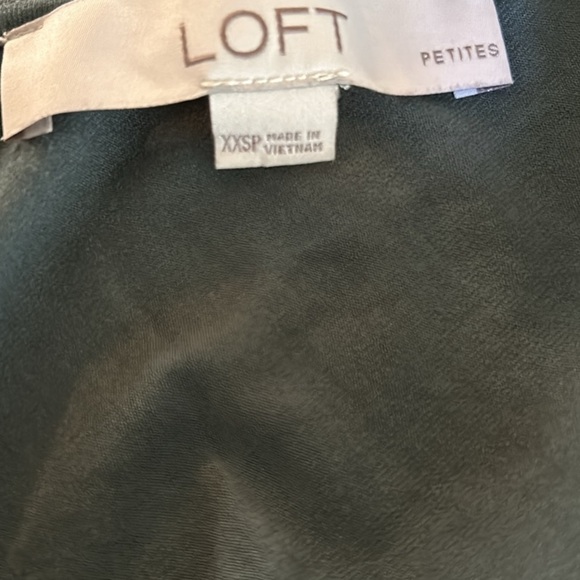 LOFT
PETITES
XXSP MADE IN
VIETNAM